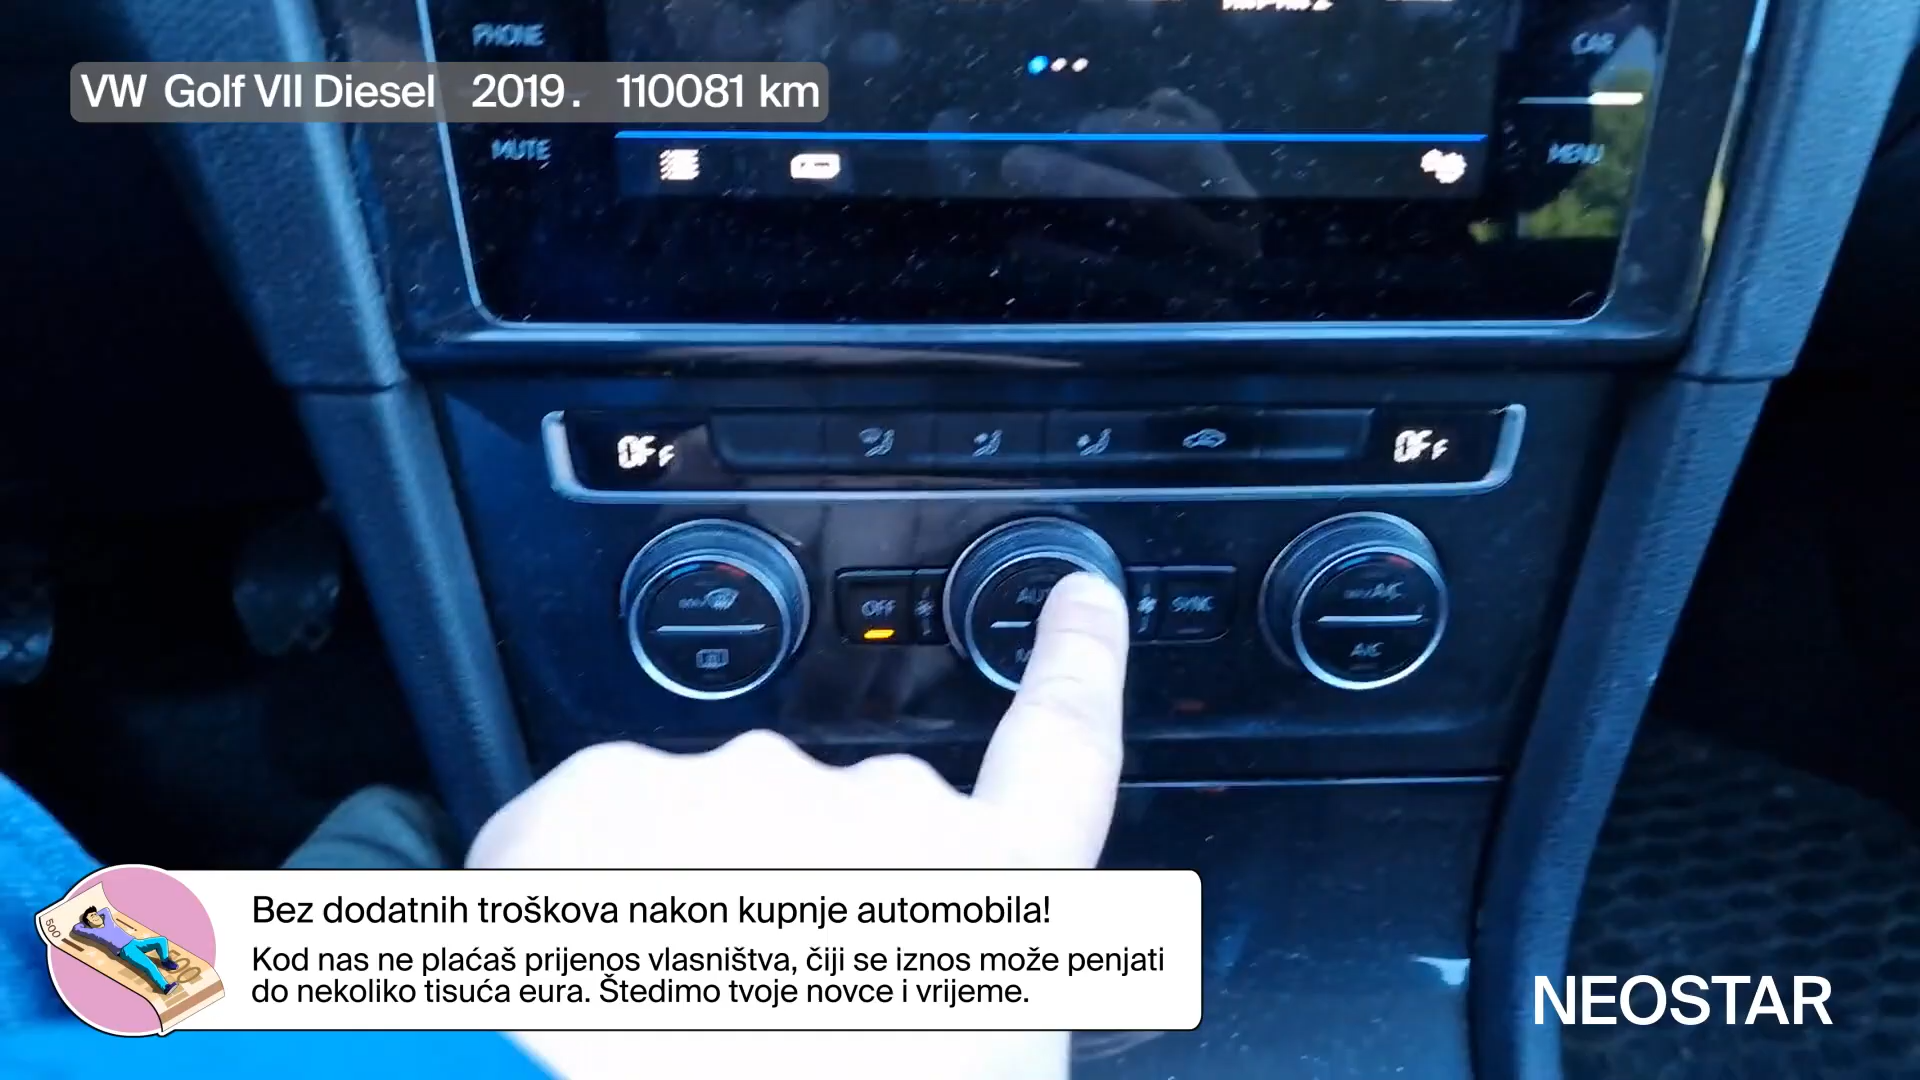 PHONE
CAR
VW Golf VII Diesel 2019. 110081 km
MUTE
MENU
OFF
OFF
OFF
SYNC
A/C
A/C
Bez dodatnih troškova nakon kupnje automobila!
Kod nas ne plaćaš prijenos vlasništva, čiji se iznos može penjati
do nekoliko tisuća eura. Štedimo tvoje novce i vrijeme.
500
500
NEOSTAR